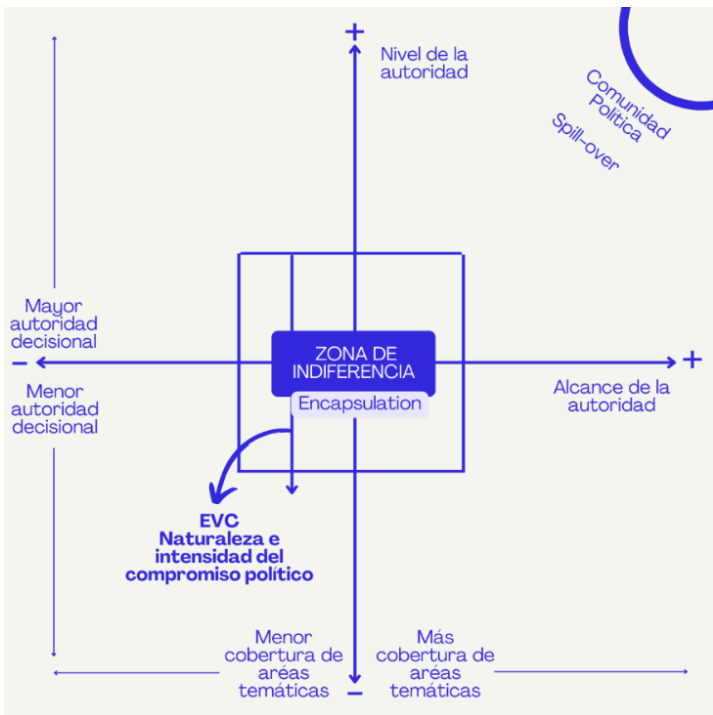 +
Nivel de la
autoridad
Comunidad
Política
Spill-over
Mayor
autoridad
decisional
-
+
Menor
autoridad
decisional
ZONA DE
INDIFERENCIA
Encapsulation
Alcance de la
autoridad
EVC
Naturaleza e
intensidad del
compromiso político
Menor
cobertura de
aréas
temáticas
-
Más
cobertura de
aréas
temáticas